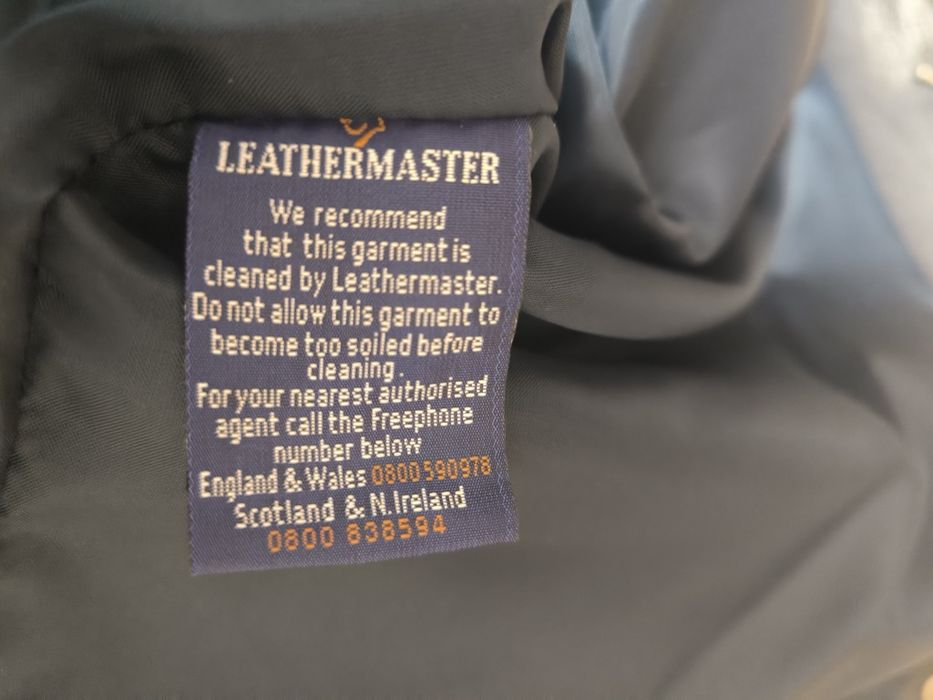 LEATHERMASTER
We recommend
that this garment is
cleaned by Leathermaster.
Do not allow this garment to
become too soiled before
cleaning.
For your nearest authorised
agent call the Freephone
number below
England & Wales 0800590978
Scotland & N.Ireland
0800 838594